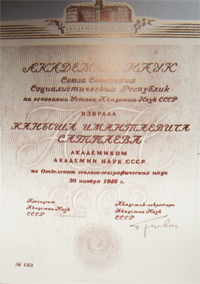 АКАДЕМИЯ НАУК
Союза Советских
Социалистических Республик
на основании Устава Академии Наук СССР
ИЗБРАЛА
КАНЫША ИМАНТАЕВИЧА
САТПАЕВА
АКАДЕМИКОМ
АКАДЕМИИ НАУК СССР
по Отделению геолого-географических наук
30 ноября 1946 г.
Президент
Академии Наук
СССР
Академик-секретарь
Академии Наук
СССР
№